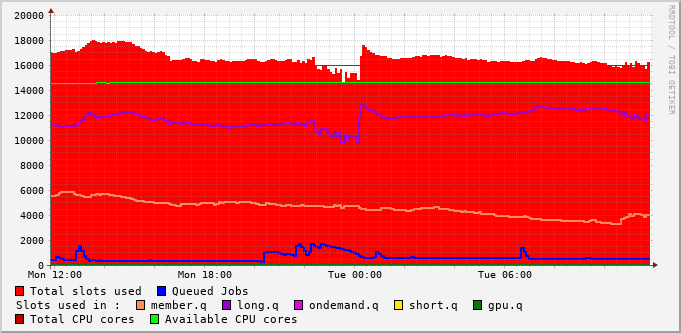 20000
18000
16000
14000
12000
10000
8000
6000
4000
2000
0
Mon 12:00 Mon 18:00 Tue 00:00 Tue 06:00
Total slots used Queued Jobs
Slots used in : member.q long.q ondemand.q short.q gpu.q
Total CPU cores Available CPU cores
RRDTOOL / TOBI OETIKER